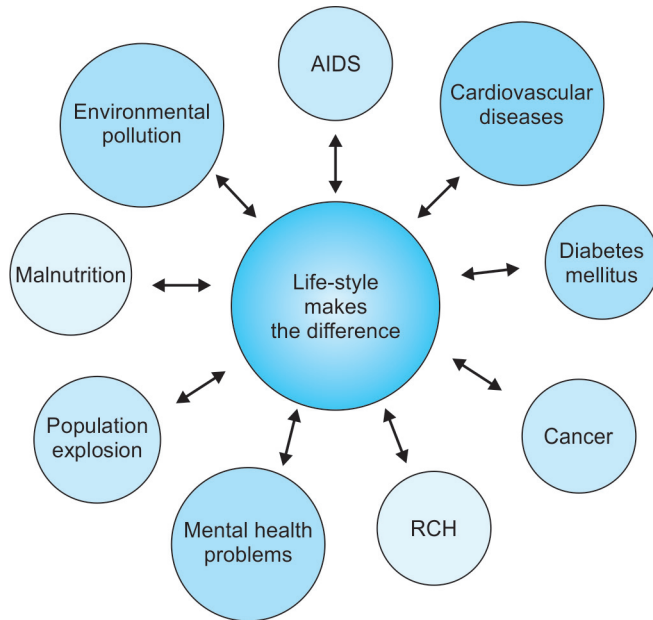 AIDS
Cardiovascular
diseases
Environmental
pollution
Diabetes
mellitus
Malnutrition
Life-style
makes
the difference
Population
explosion
Cancer
Mental health
problems
RCH